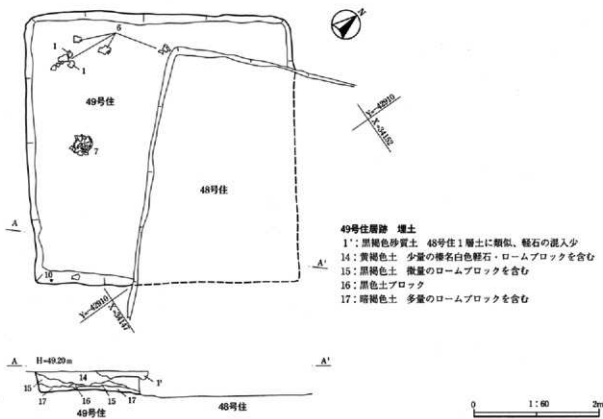 N
6
1
1
49号住
7
Y=-42910
X=34152
48号住
A
A'
10
Y=-42910
X=34147
49号住居跡 埋土
1'：黒褐色砂質土 48号住1層土に類似、軽石の混入少
14：黄褐色土 少量の榛名白色軽石・ロームブロックを含む
15：黒褐色土 微量のロームブロックを含む
16：黒色土ブロック
17：暗褐色土 多量のロームブロックを含む
A H=49.20m A'
14 1'
15
17 16 15 17
49号住 48号住
0 1:60 2m